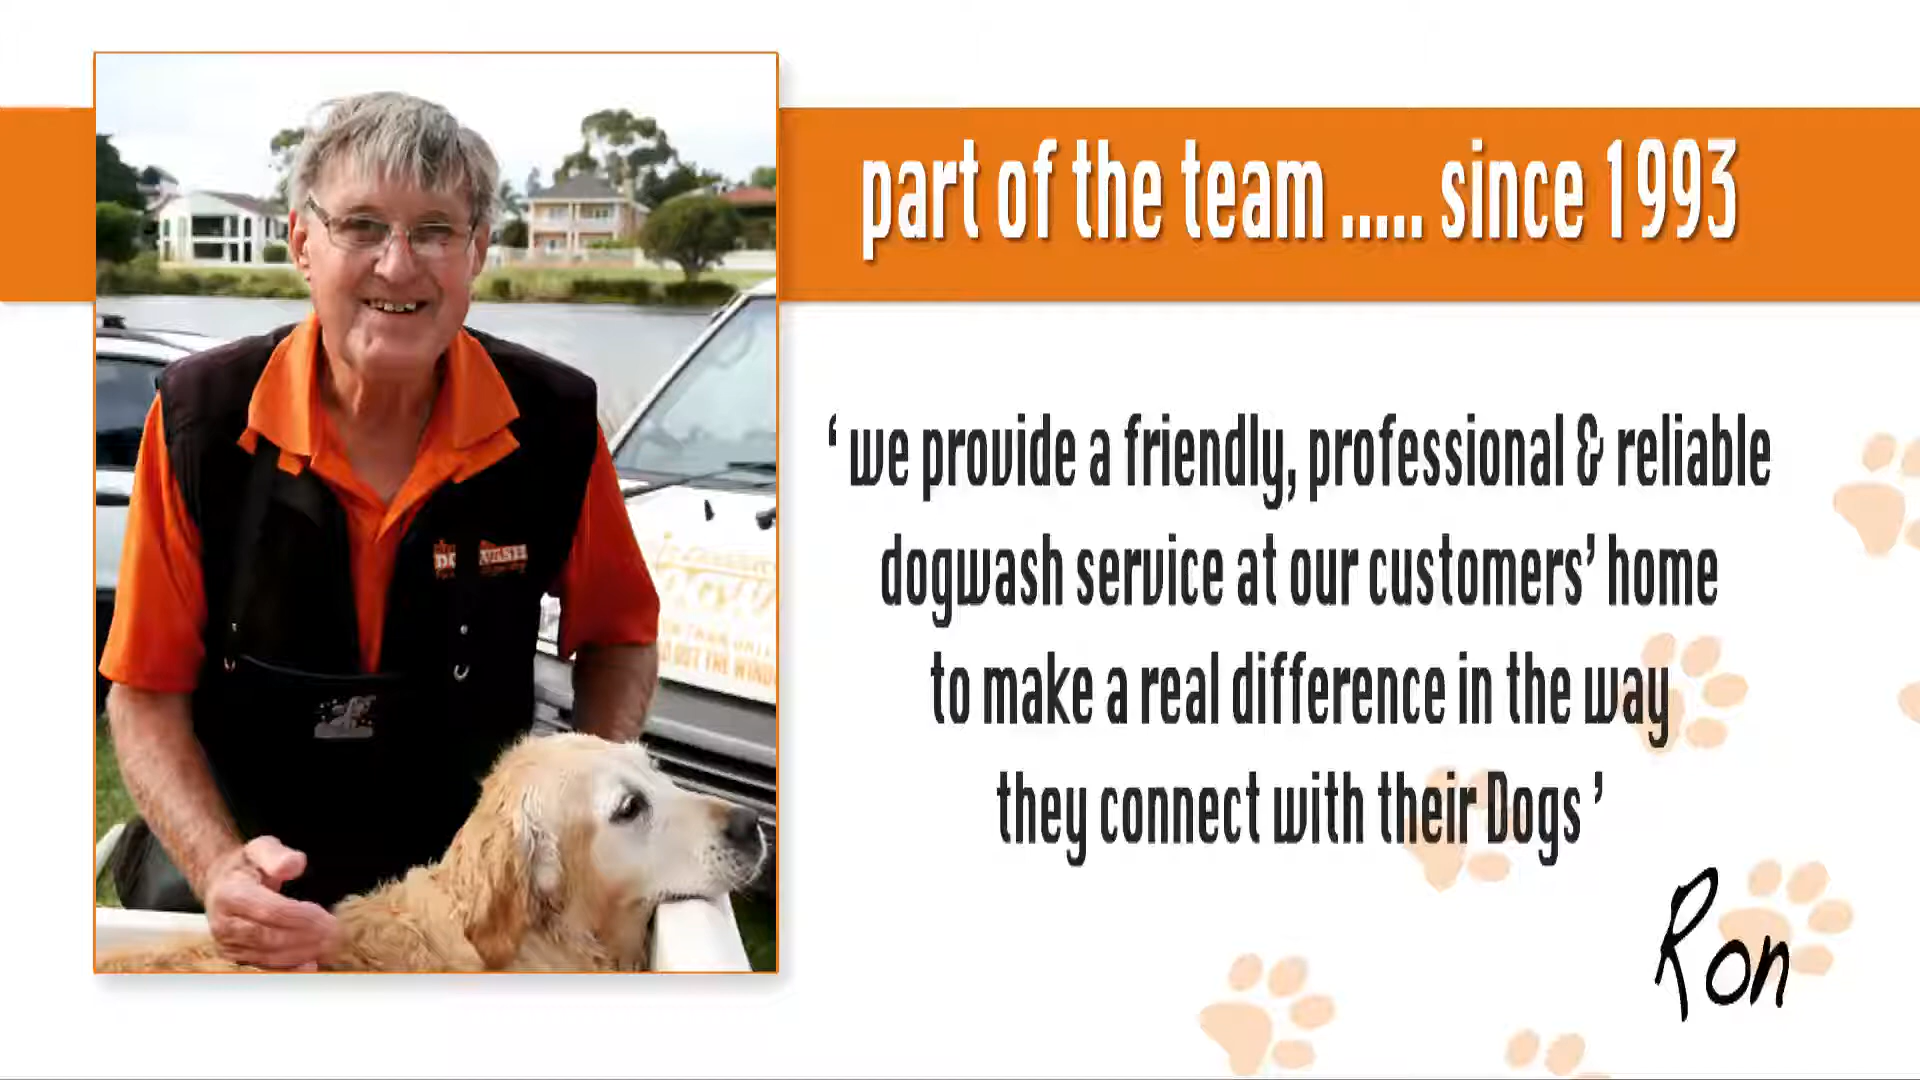 part of the team ..... since 1993
‘ we provide a friendly, professional & reliable
dogwash service at our customers’ home
to make a real difference in the way
they connect with their Dogs ’
Ron